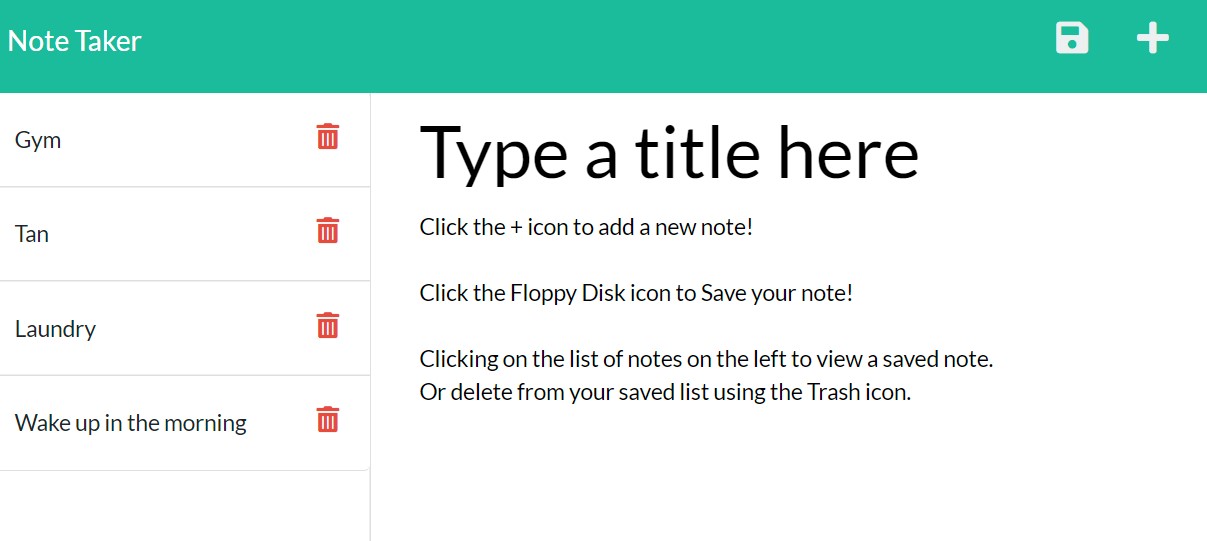 Note Taker
Gym
Tan
Laundry
Wake up in the morning
Type a title here
Click the + icon to add a new note!
Click the Floppy Disk icon to Save your note!
Clicking on the list of notes on the left to view a saved note.
Or delete from your saved list using the Trash icon.